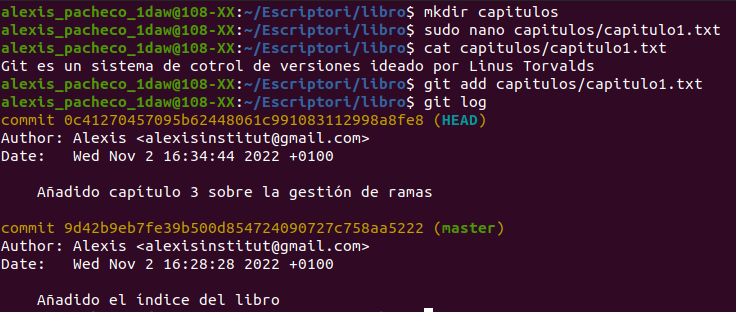 alexis_pacheco_1daw@108-XX:~/Escriptori/libro$ mkdir capitulos
alexis_pacheco_1daw@108-XX:~/Escriptori/libro$ sudo nano capitulos/capitulo1.txt
alexis_pacheco_1daw@108-XX:~/Escriptori/libro$ cat capitulos/capitulo1.txt
Git es un sistema de cotrol de versiones ideado por Linus Torvalds
alexis_pacheco_1daw@108-XX:~/Escriptori/libro$ git add capitulos/capitulo1.txt
alexis_pacheco_1daw@108-XX:~/Escriptori/libro$ git log
commit 0c41270457095b62448061c991083112998a8fe8 (HEAD)
Author: Alexis <alexisinstitut@gmail.com>
Date:   Wed Nov 2 16:34:44 2022 +0100
Añadido capítulo 3 sobre la gestión de ramas
commit 9d42b9eb7fe39b500d854724090727c758aa5222 (master)
Author: Alexis <alexisinstitut@gmail.com>
Date:   Wed Nov 2 16:28:28 2022 +0100
Añadido el índice del libro